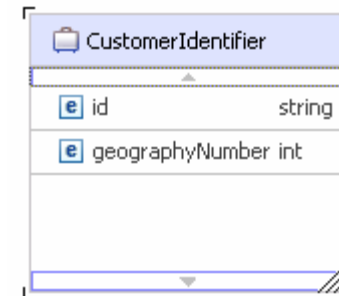 CustomerIdentifier
e id string
e geographyNumber int